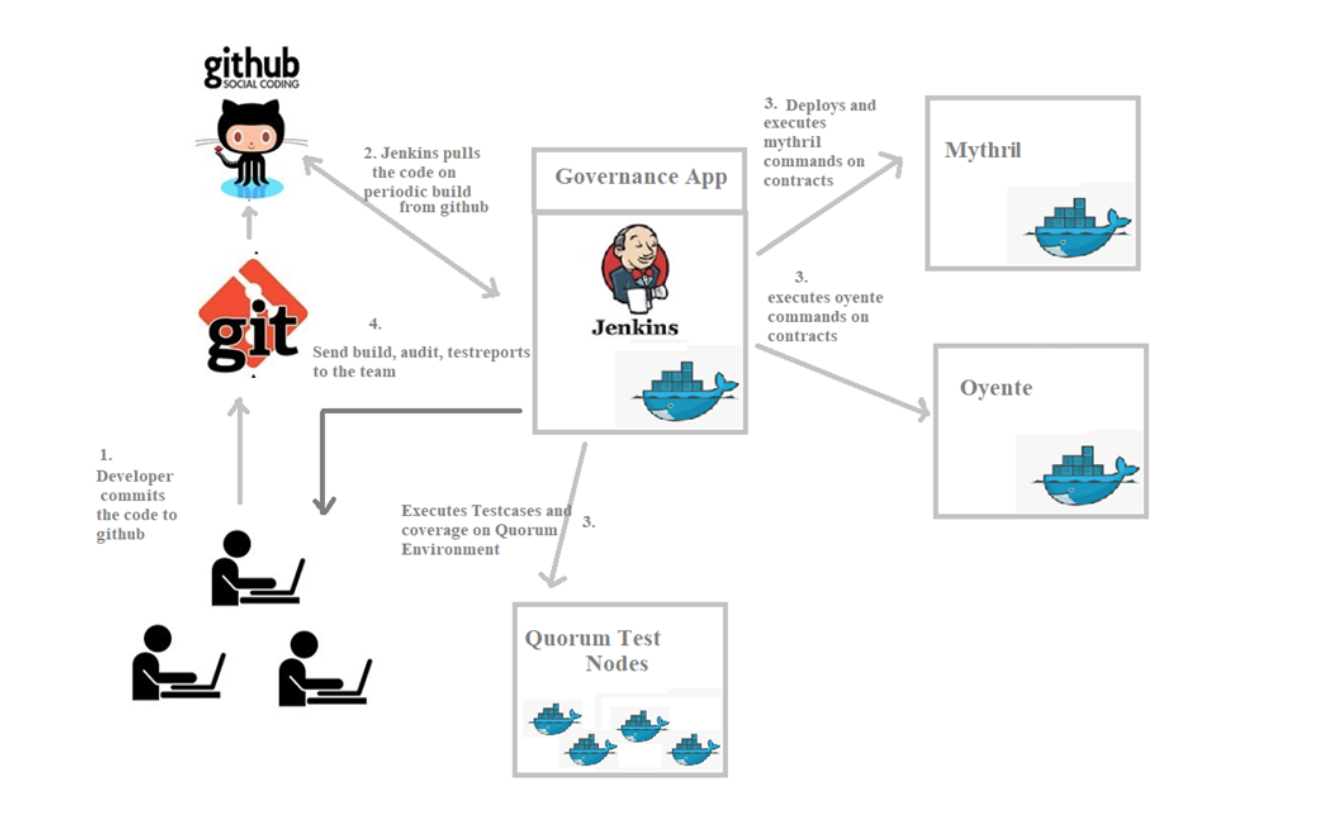 github
SOCIAL CODING
2. Jenkins pulls
the code on
periodic build
from github
git
1.
Developer
commits
the code to
github
4.
Send build, audit, testreports
to the team
Governance App
Jenkins
3. Deploys and
executes
mythril
commands on
contracts
Mythril
3.
executes oyente
commands on
contracts
Oyente
Executes Testcases and
coverage on Quorum
Environment
3.
Quorum Test
Nodes